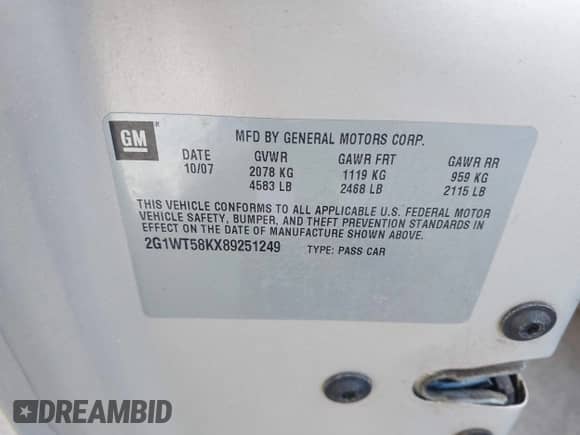 GM
MFD BY GENERAL MOTORS CORP.
DATE GVWR GAWR FRT GAWR RR
10/07 2078 KG 1119 KG 959 KG
4583 LB 2468 LB 2115 LB
THIS VEHICLE CONFORMS TO ALL APPLICABLE U.S. FEDERAL MOTOR
VEHICLE SAFETY, BUMPER, AND THEFT PREVENTION STANDARDS IN
EFFECT ON THE DATE OF MANUFACTURE SHOWN ABOVE.
2G1WT58KX89251249 TYPE: PASS CAR
DREAMBID